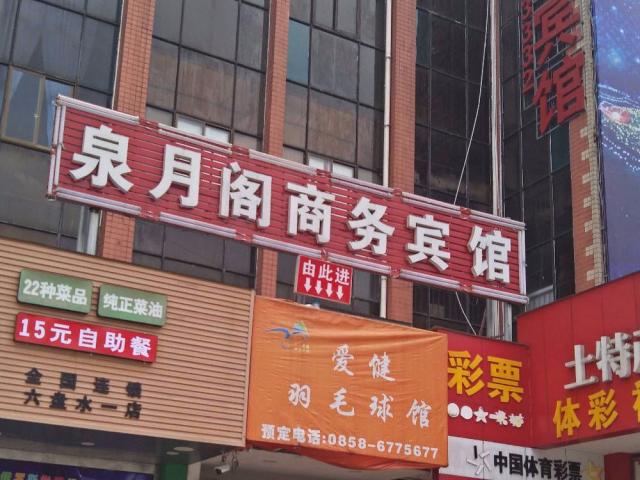 宾馆
3332
泉月阁商务宾馆
由此进
22种菜品
纯正菜油
15元自助餐
全国连锁
六盘水一店
爱健
羽毛球馆
预定电话:0858-6775677
彩票
土特
体彩
中国体育彩票